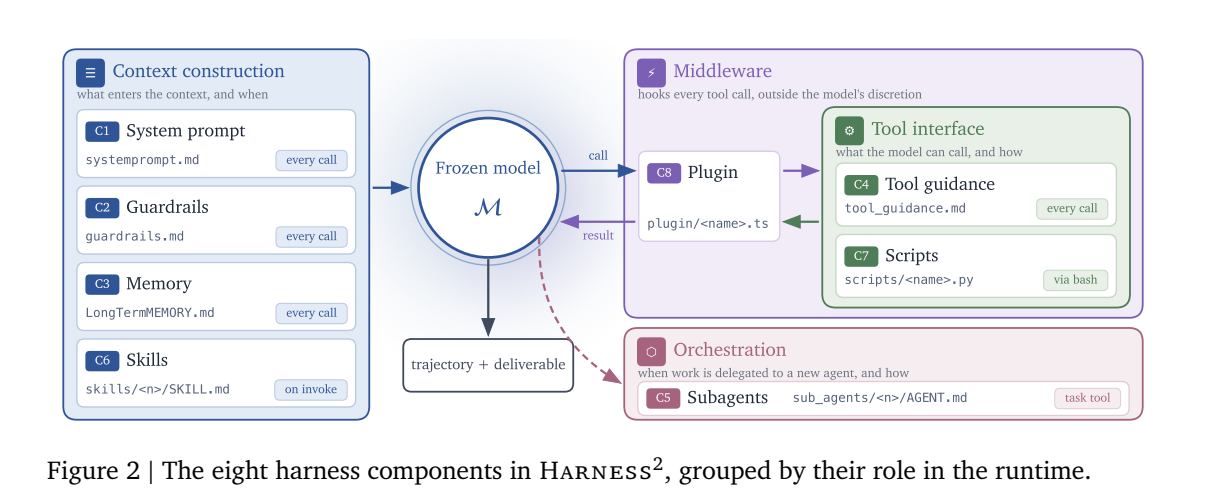 Context construction
what enters the context, and when
C1 System prompt
systemprompt.md every call
C2 Guardrails
guardrails.md every call
C3 Memory
LongTermMEMORY.md every call
C6 Skills
skills/<n>/SKILL.md on invoke
Frozen model
ℳ
call
result
trajectory + deliverable
Middleware
hooks every tool call, outside the model's discretion
C8 Plugin
plugin/<name>.ts
Tool interface
what the model can call, and how
C4 Tool guidance
tool_guidance.md every call
C7 Scripts
scripts/<name>.py via bash
Orchestration
when work is delegated to a new agent, and how
C5 Subagents sub_agents/<n>/AGENT.md task tool
Figure 2 | The eight harness components in HARNESS², grouped by their role in the runtime.